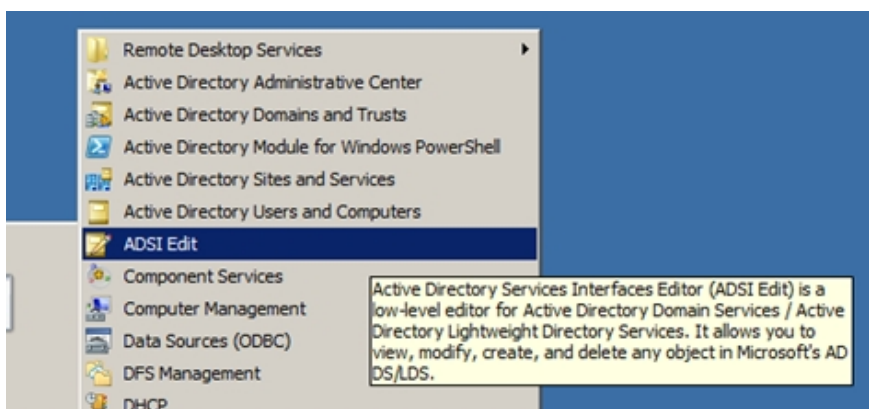 Remote Desktop Services
Active Directory Administrative Center
Active Directory Domains and Trusts
Active Directory Module for Windows PowerShell
Active Directory Sites and Services
Active Directory Users and Computers
ADSI Edit
Component Services
Computer Management
Data Sources (ODBC)
DFS Management
DHCP
Active Directory Services Interfaces Editor (ADSI Edit) is a
low-level editor for Active Directory Domain Services / Active
Directory Lightweight Directory Services. It allows you to
view, modify, create, and delete any object in Microsoft's AD
DS/LDS.